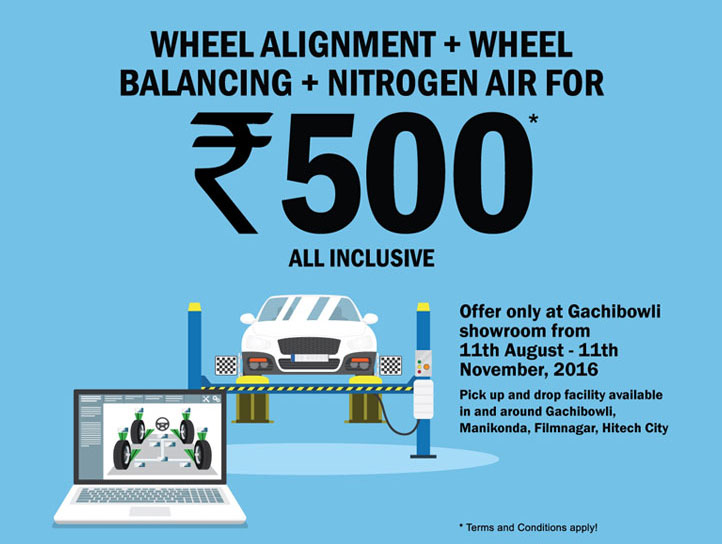 WHEEL ALIGNMENT + WHEEL
BALANCING + NITROGEN AIR FOR
₹500*
ALL INCLUSIVE
Offer only at Gachibowli
showroom from
11th August - 11th
November, 2016
Pick up and drop facility available
in and around Gachibowli,
Manikonda, Filmnagar, Hitech City
* Terms and Conditions apply!